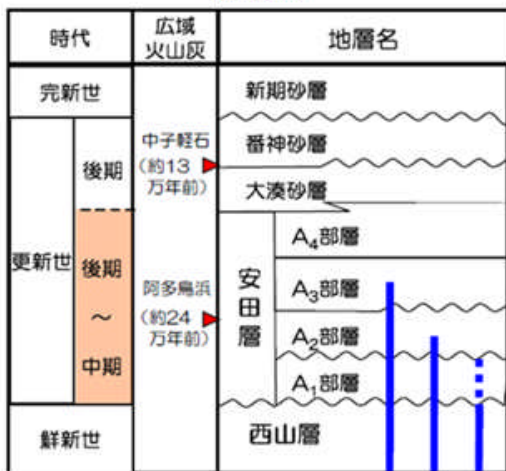 時代
広域
火山灰
地層名
完新世
新期砂層
中子軽石
(約13
万年前)
番神砂層
後期
大湊砂層
更新世
後期
～
中期
阿多鳥浜
(約24
万年前)
安田層
A₄部層
A₃部層
A₂部層
A₁部層
鮮新世
西山層